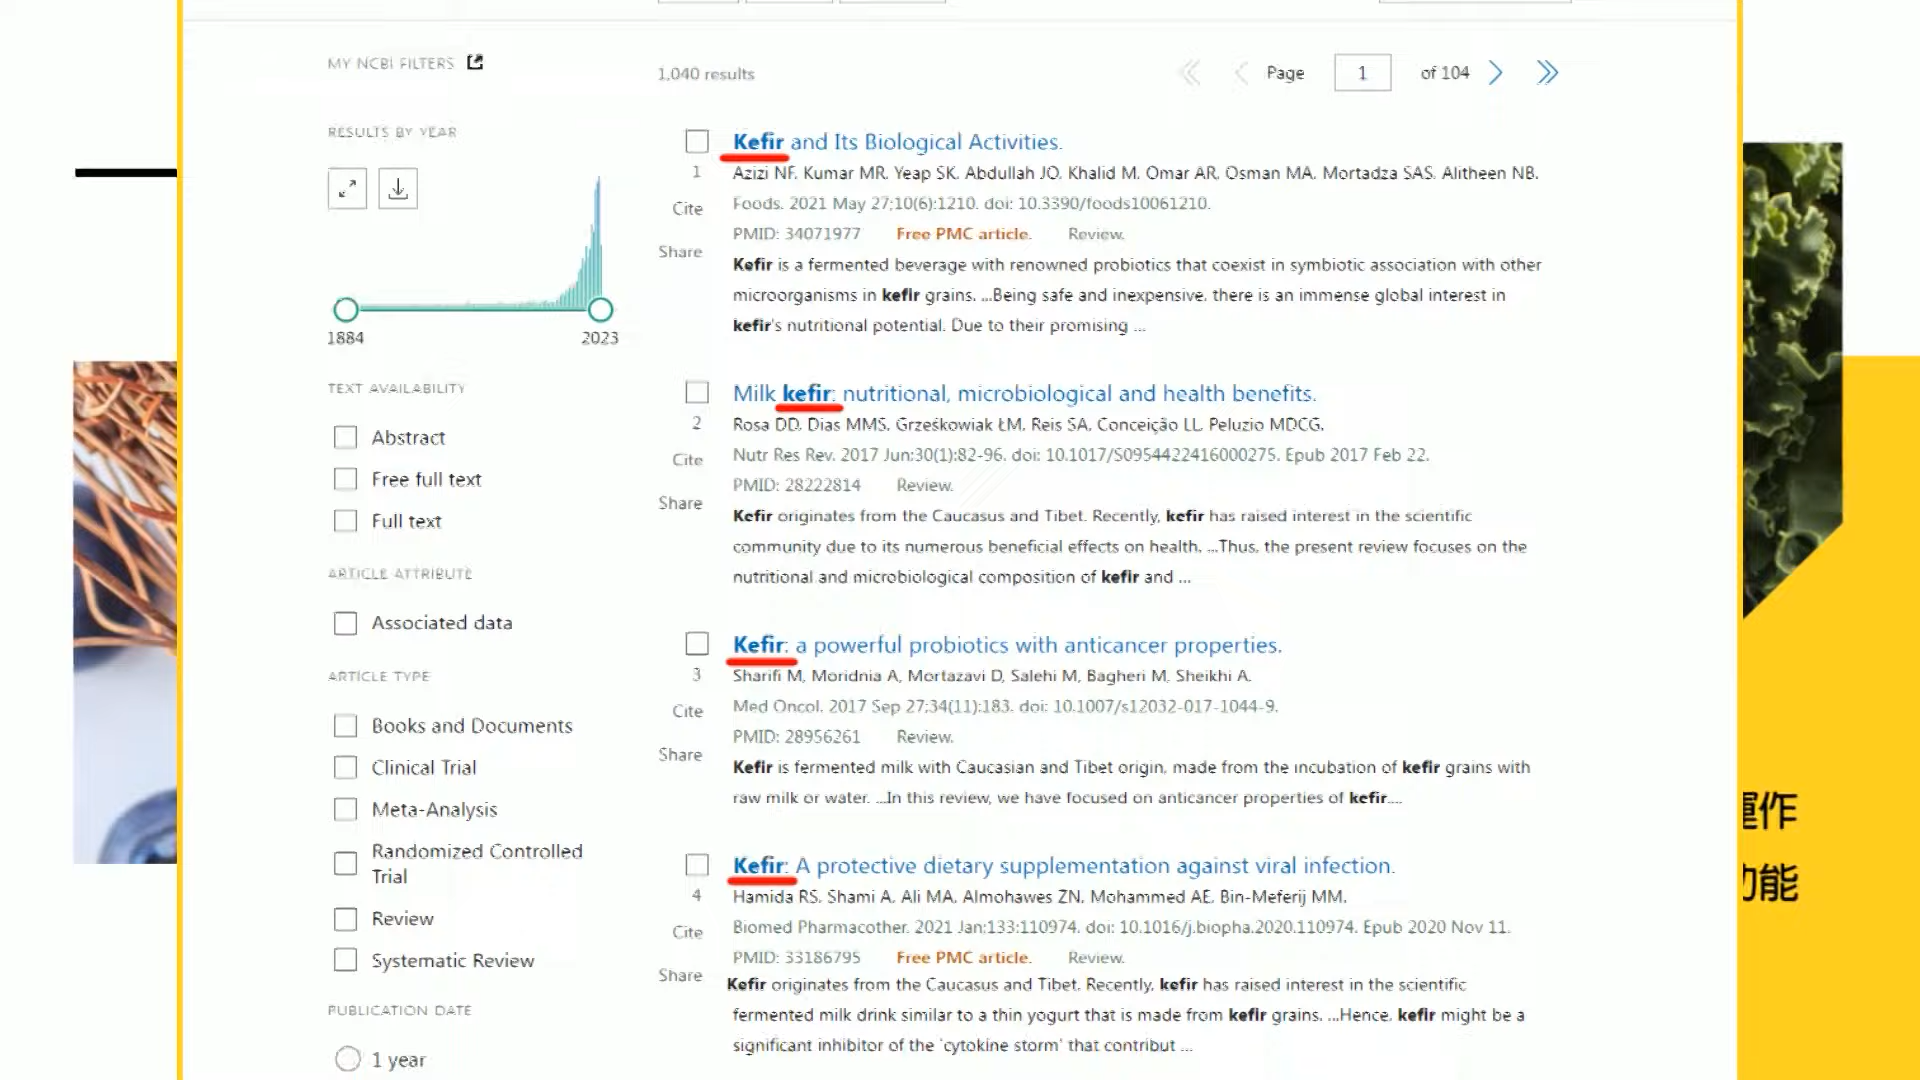 MY NCBI FILTERS
1,040 results
Page 1 of 104
RESULTS BY YEAR
1884 2023
TEXT AVAILABILITY
Abstract
Free full text
Full text
ARTICLE ATTRIBUTE
Associated data
ARTICLE TYPE
Books and Documents
Clinical Trial
Meta-Analysis
Randomized Controlled
Trial
Review
Systematic Review
PUBLICATION DATE
1 year
Kefir and Its Biological Activities.
1
Azizi NF, Kumar MR, Yeap SK, Abdullah JO, Khalid M, Omar AR, Osman MA, Mortadza SAS, Alitheen NB.
Cite
Foods. 2021 May 27;10(6):1210. doi: 10.3390/foods10061210.
PMID: 34071977 Free PMC article. Review.
Share
Kefir is a fermented beverage with renowned probiotics that coexist in symbiotic association with other
microorganisms in kefir grains. ...Being safe and inexpensive, there is an immense global interest in
kefir's nutritional potential. Due to their promising ...
Milk kefir: nutritional, microbiological and health benefits.
2
Rosa DD, Dias MMS, Grześkowiak ŁM, Reis SA, Conceição LL, Peluzio MDCG.
Cite
Nutr Res Rev. 2017 Jun;30(1):82-96. doi: 10.1017/S0954422416000275. Epub 2017 Feb 22.
PMID: 28222814 Review.
Share
Kefir originates from the Caucasus and Tibet. Recently, kefir has raised interest in the scientific
community due to its numerous beneficial effects on health. ...Thus, the present review focuses on the
nutritional and microbiological composition of kefir and ...
Kefir: a powerful probiotics with anticancer properties.
3
Sharifi M, Moridnia A, Mortazavi D, Salehi M, Bagheri M, Sheikhi A.
Cite
Med Oncol. 2017 Sep 27;34(11):183. doi: 10.1007/s12032-017-1044-9.
PMID: 28956261 Review.
Share
Kefir is fermented milk with Caucasian and Tibet origin, made from the incubation of kefir grains with
raw milk or water. ...In this review, we have focused on anticancer properties of kefir....
Kefir: A protective dietary supplementation against viral infection.
4
Hamida RS, Shami A, Ali MA, Almohawes ZN, Mohammed AE, Bin-Meferij MM.
Cite
Biomed Pharmacother. 2021 Jan;133:110974. doi: 10.1016/j.biopha.2020.110974. Epub 2020 Nov 11.
PMID: 33186795 Free PMC article. Review.
Share
Kefir originates from the Caucasus and Tibet. Recently, kefir has raised interest in the scientific
fermented milk drink similar to a thin yogurt that is made from kefir grains. ...Hence, kefir might be a
significant inhibitor of the 'cytokine storm' that contribut ...
運作
功能